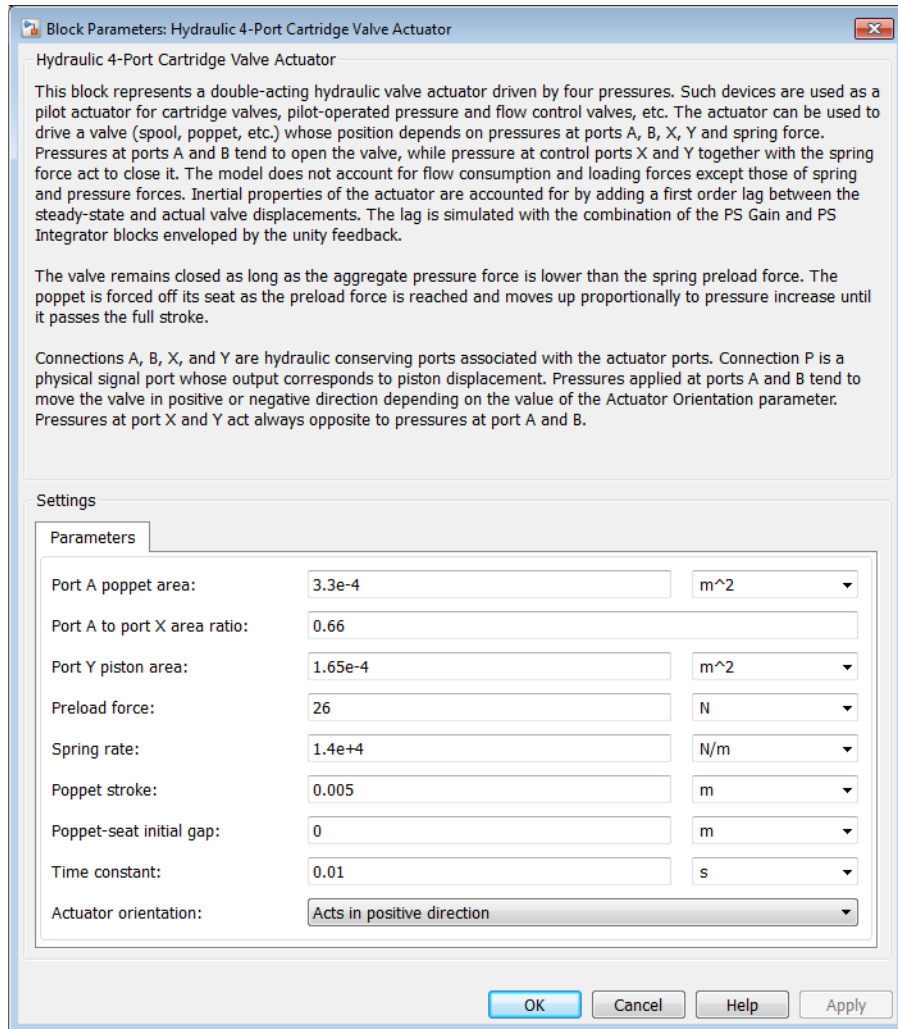 Block Parameters: Hydraulic 4-Port Cartridge Valve Actuator
Hydraulic 4-Port Cartridge Valve Actuator
This block represents a double-acting hydraulic valve actuator driven by four pressures. Such devices are used as a
pilot actuator for cartridge valves, pilot-operated pressure and flow control valves, etc. The actuator can be used to
drive a valve (spool, poppet, etc.) whose position depends on pressures at ports A, B, X, Y and spring force.
Pressures at ports A and B tend to open the valve, while pressure at control ports X and Y together with the spring
force act to close it. The model does not account for flow consumption and loading forces except those of spring
and pressure forces. Inertial properties of the actuator are accounted for by adding a first order lag between the
steady-state and actual valve displacements. The lag is simulated with the combination of the PS Gain and PS
Integrator blocks enveloped by the unity feedback.
The valve remains closed as long as the aggregate pressure force is lower than the spring preload force. The
poppet is forced off its seat as the preload force is reached and moves up proportionally to pressure increase until
it passes the full stroke.
Connections A, B, X, and Y are hydraulic conserving ports associated with the actuator ports. Connection P is a
physical signal port whose output corresponds to piston displacement. Pressures applied at ports A and B tend to
move the valve in positive or negative direction depending on the value of the Actuator Orientation parameter.
Pressures at port X and Y act always opposite to pressures at port A and B.
Settings
Parameters
Port A poppet area: 3.3e-4 m^2
Port A to port X area ratio: 0.66
Port Y piston area: 1.65e-4 m^2
Preload force: 26 N
Spring rate: 1.4e+4 N/m
Poppet stroke: 0.005 m
Poppet-seat initial gap: 0 m
Time constant: 0.01 s
Actuator orientation: Acts in positive direction
OK Cancel Help Apply